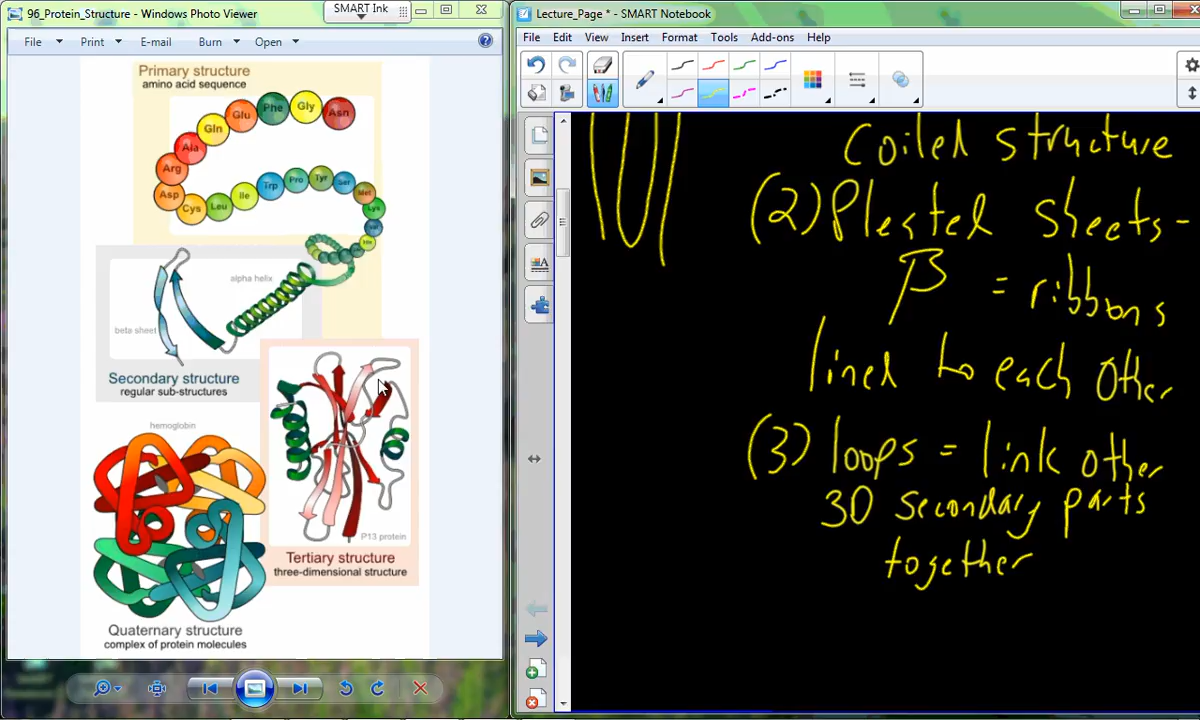 96_Protein_Structure - Windows Photo Viewer
SMART Ink
File Print E-mail Burn Open
Primary structure
amino acid sequence
Asn
Gly
Phe
Glu
Gln
Ala
Arg
Asp
Cys
Leu
Ile
Trp
Pro
Tyr
Ser
Met
Lys
Val
His
alpha helix
beta sheet
Secondary structure
regular sub-structures
hemoglobin
P13 protein
Tertiary structure
three-dimensional structure
Quaternary structure
complex of protein molecules
Lecture_Page * - SMART Notebook
File Edit View Insert Format Tools Add-ons Help
coiled structure
(2) Pleated sheets-
β = ribbons
lined to each other
(3) loops = link other
3D secondary parts
together